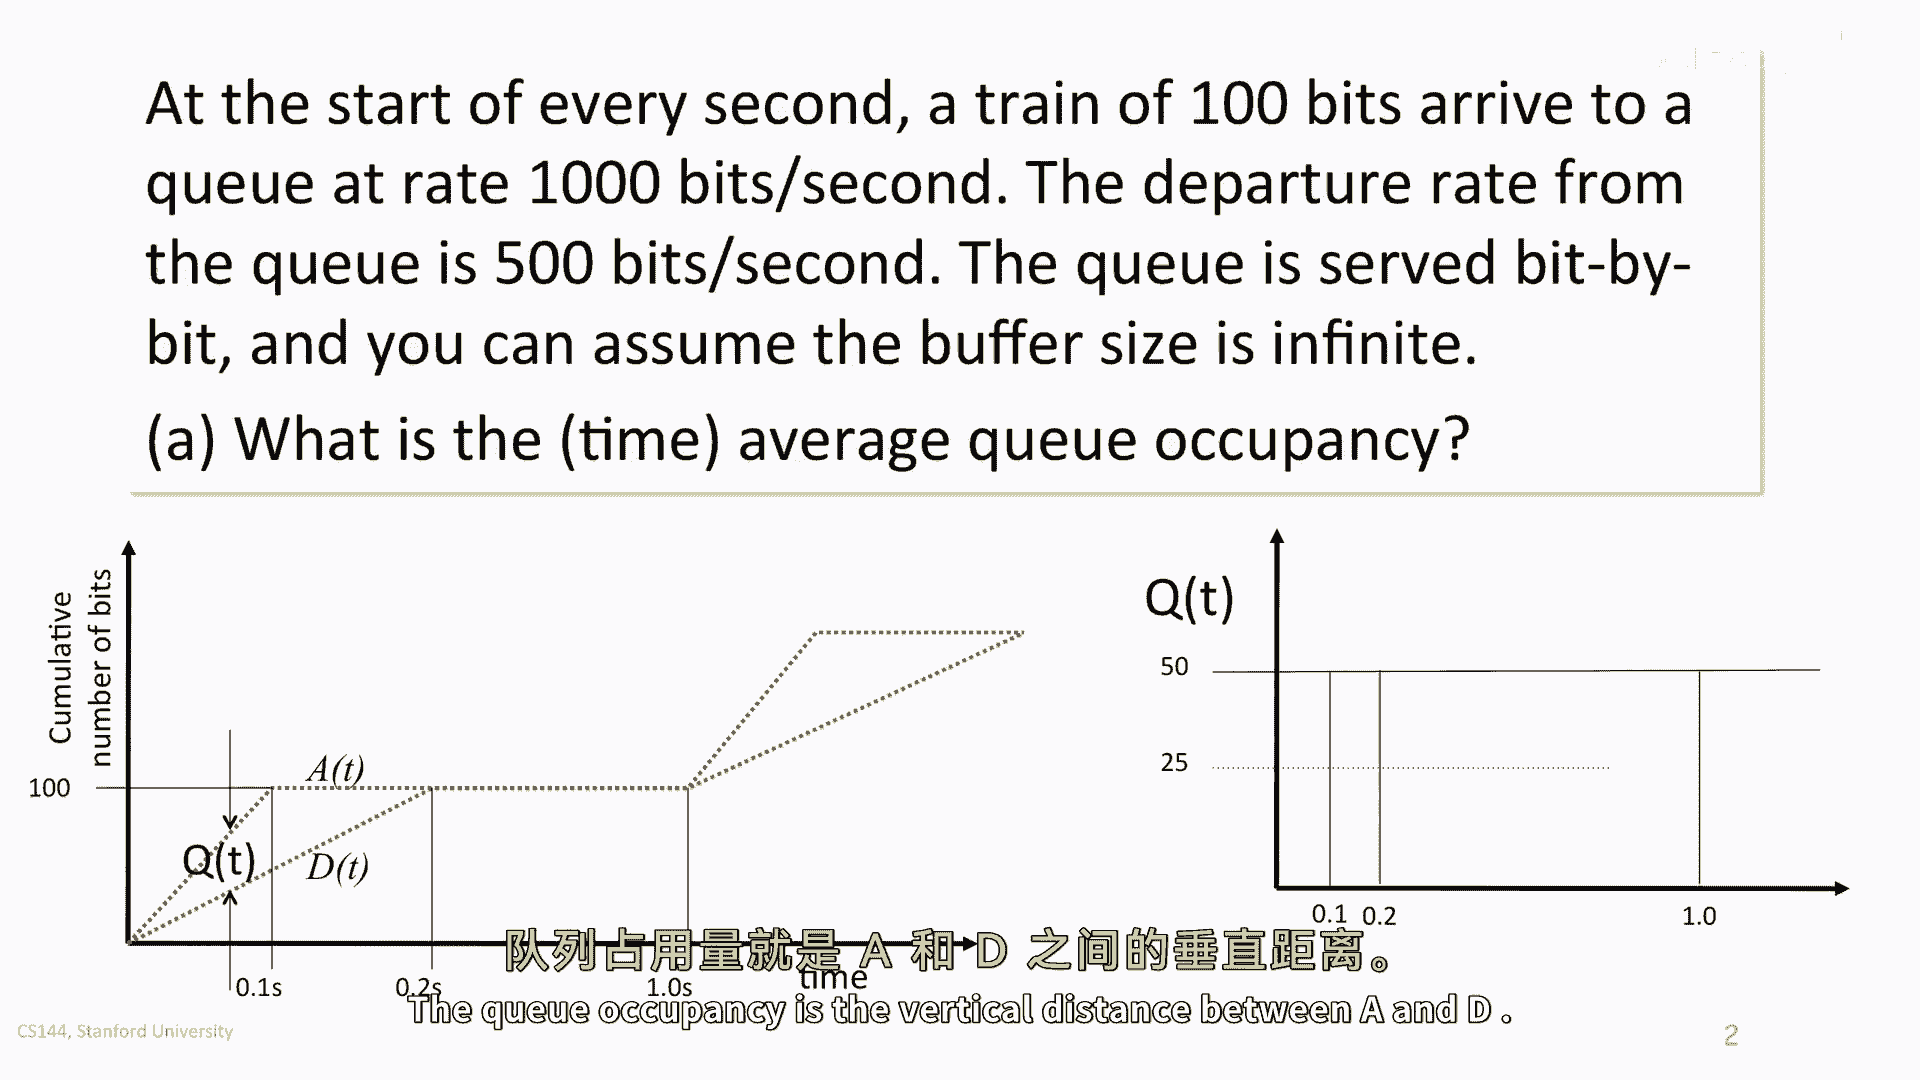 At the start of every second, a train of 100 bits arrive to a
queue at rate 1000 bits/second. The departure rate from
the queue is 500 bits/second. The queue is served bit-by-
bit, and you can assume the buffer size is infinite.
(a) What is the (time) average queue occupancy?
Cumulative
number of bits
100
A(t)
Q(t)
D(t)
0.1s
0.2s
1.0s
time
Q(t)
50
25
0.1
0.2
1.0
队列占用量就是 A 和 D 之间的垂直距离。
The queue occupancy is the vertical distance between A and D .
CS144, Stanford University
2